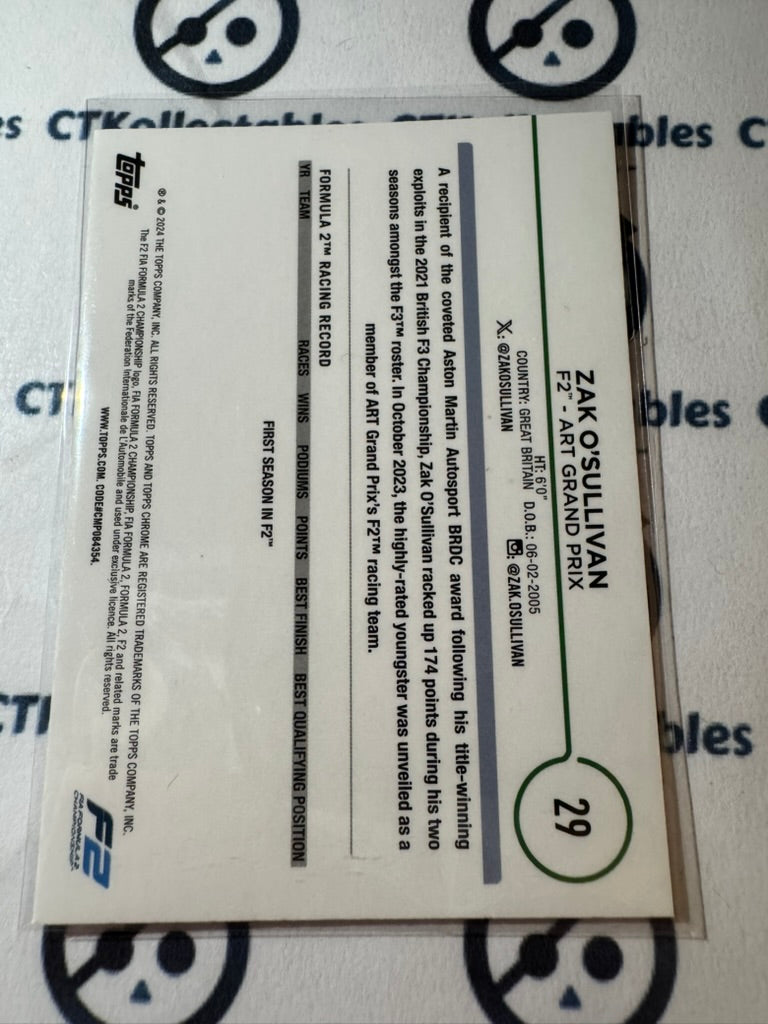 ZAK O'SULLIVAN
F2™ - ART GRAND PRIX
29
HT: 6'0"
COUNTRY: GREAT BRITAIN D.O.B.: 06-02-2005
X: @ZAKOSULLIVAN : @ZAK.OSULLIVAN
A recipient of the coveted Aston Martin Autosport BRDC award following his title-winning
exploits in the 2021 British F3 Championship, Zak O'Sullivan racked up 174 points during his two
seasons amongst the F3™ roster. In October 2023, the highly-rated youngster was unveiled as a
member of ART Grand Prix's F2™ racing team.
FORMULA 2™ RACING RECORD
YR TEAM RACES WINS PODIUMS POINTS BEST FINISH BEST QUALIFYING POSITION
FIRST SEASON IN F2™
topps®
® & © 2024 THE TOPPS COMPANY, INC. ALL RIGHTS RESERVED. TOPPS AND TOPPS CHROME ARE REGISTERED TRADEMARKS OF THE TOPPS COMPANY, INC.
The F2 FIA FORMULA 2 CHAMPIONSHIP logo, FIA FORMULA 2 CHAMPIONSHIP, FIA FORMULA 2, FORMULA 2, F2 and related marks are trade
marks of the Federation Internationale de L'Automobile and used under exclusive licence. All rights reserved.
WWW.TOPPS.COM. CODE#CMP084354.
F2
FIA FORMULA 2
CHAMPIONSHIP
es CTKollectables CTK bles C
CT bles
CTK bles